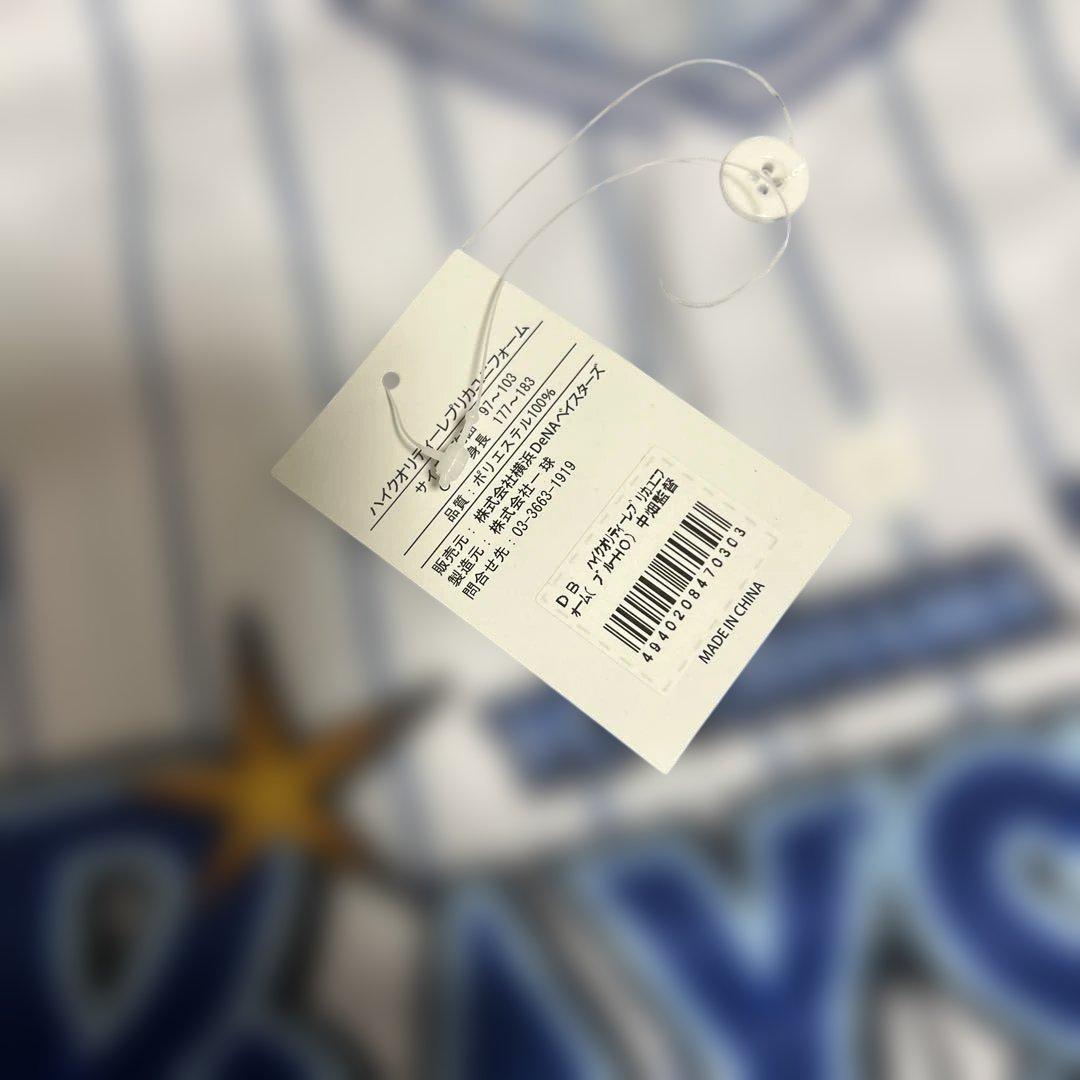 ハイクオリティーレプリカユニフォーム
サイ
97~103
身長 177~183
品質：ポリエステル100%
販売元：株式会社横浜DeNAベイスターズ
製造元：株式会社一球
問合せ先：03-3663-1919
DB ハイクオリティーレプリカユニフ
ォーム(ブルーHO) 中畑監督
4940208470303
MADE IN CHINA